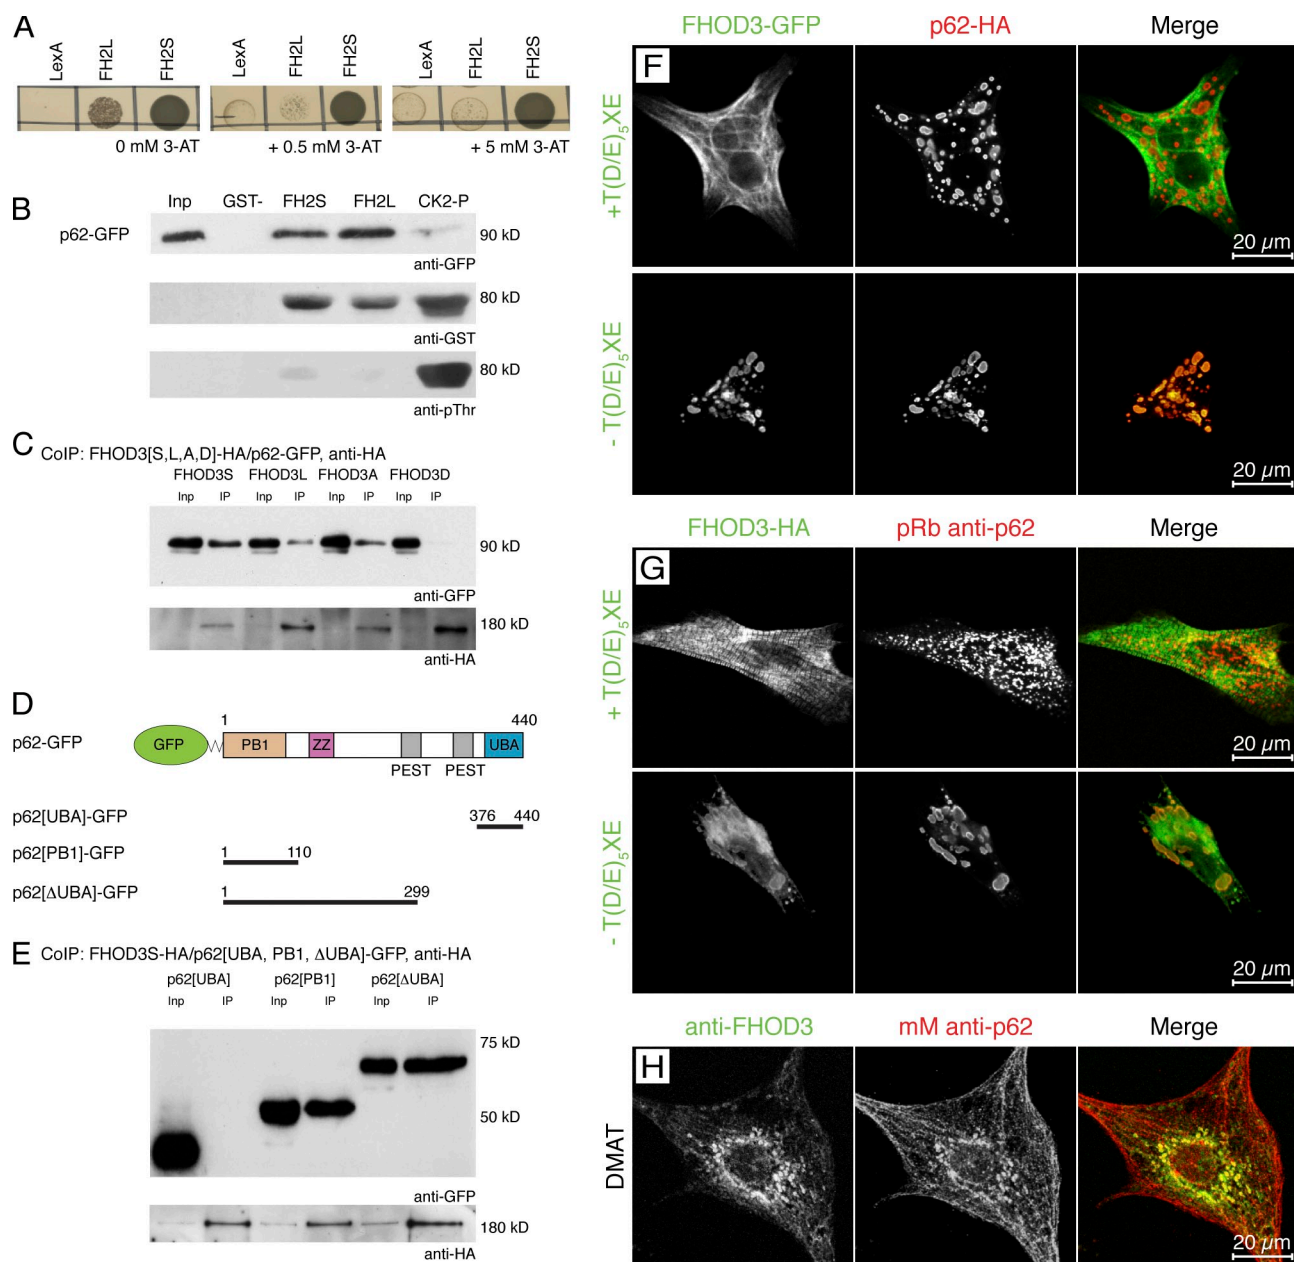 A
LexA
FH2L
FH2S
LexA
FH2L
FH2S
LexA
FH2L
FH2S
0 mM 3-AT
+ 0.5 mM 3-AT
+ 5 mM 3-AT
B
Inp GST- FH2S FH2L CK2-P
p62-GFP
90 kD
anti-GFP
80 kD
anti-GST
80 kD
anti-pThr
C CoIP: FHOD3[S,L,A,D]-HA/p62-GFP, anti-HA
FHOD3S FHOD3L FHOD3A FHOD3D
Inp IP Inp IP Inp IP Inp IP
90 kD
anti-GFP
180 kD
anti-HA
D
1 440
p62-GFP GFP PB1 ZZ UBA
PEST PEST
p62[UBA]-GFP 376 440
p62[PB1]-GFP 1 110
p62[ΔUBA]-GFP 1 299
E CoIP: FHOD3S-HA/p62[UBA, PB1, ΔUBA]-GFP, anti-HA
p62[UBA] p62[PB1] p62[ΔUBA]
Inp IP Inp IP Inp IP
75 kD
50 kD
anti-GFP
180 kD
anti-HA
FHOD3-GFP p62-HA Merge
F
+T(D/E)₅XE
20 µm
- T(D/E)₅XE
20 µm
FHOD3-HA pRb anti-p62 Merge
G
+ T(D/E)₅XE
20 µm
- T(D/E)₅XE
20 µm
anti-FHOD3 mM anti-p62 Merge
H
DMAT
20 µm